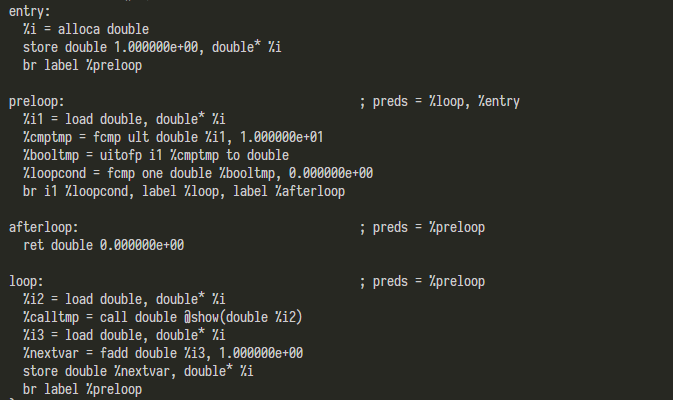 entry:
  %i = alloca double
  store double 1.000000e+00, double* %i
  br label %preloop

preloop:                                          ; preds = %loop, %entry
  %i1 = load double, double* %i
  %cmptmp = fcmp ult double %i1, 1.000000e+01
  %booltmp = uitofp i1 %cmptmp to double
  %loopcond = fcmp one double %booltmp, 0.000000e+00
  br i1 %loopcond, label %loop, label %afterloop

afterloop:                                        ; preds = %preloop
  ret double 0.000000e+00

loop:                                             ; preds = %preloop
  %i2 = load double, double* %i
  %calltmp = call double @show(double %i2)
  %i3 = load double, double* %i
  %nextvar = fadd double %i3, 1.000000e+00
  store double %nextvar, double* %i
  br label %preloop